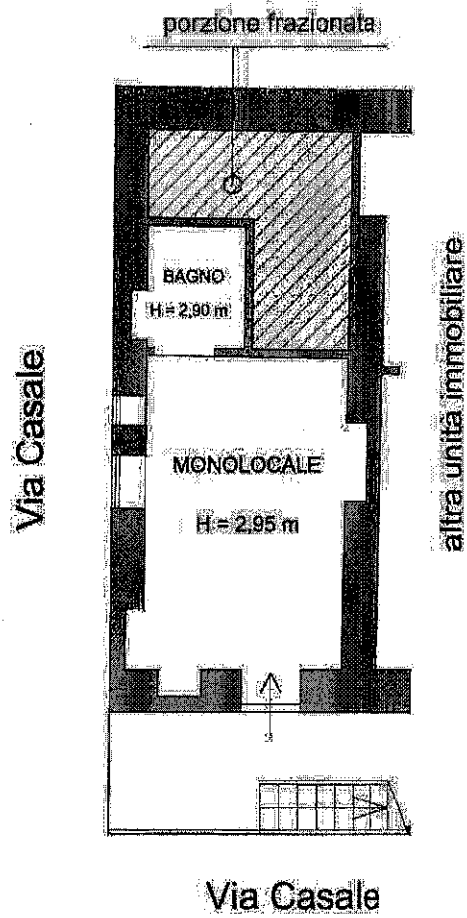 porzione frazionata
BAGNO
H = 2,90 m
Via Casale
altra unità immobiliare
MONOLOCALE
H = 2,95 m
Via Casale